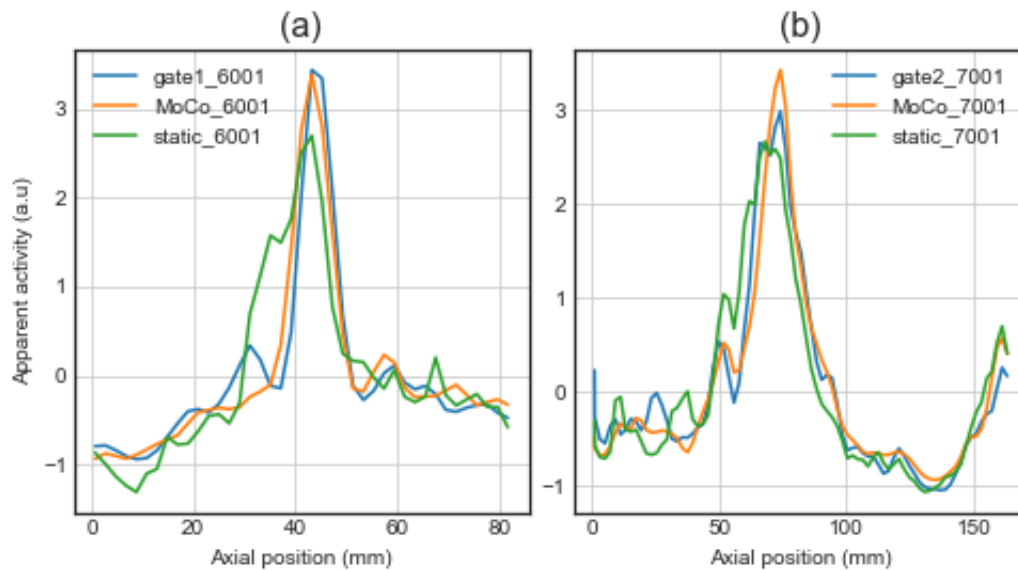 (a)
gate1_6001
MoCo_6001
static_6001
3
2
1
0
−1
Apparent activity (a.u)
0 20 40 60 80
Axial position (mm)
(b)
gate2_7001
MoCo_7001
static_7001
3
2
1
0
−1
0 50 100 150
Axial position (mm)